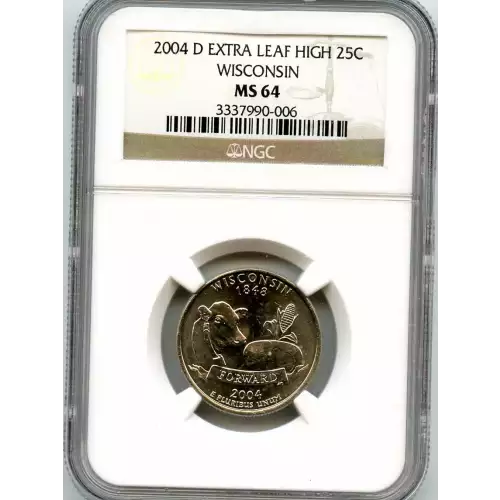 2004 D EXTRA LEAF HIGH 25C
WISCONSIN
MS 64
3337990-006
NGC
WISCONSIN
1848
FORWARD
2004
E PLURIBUS UNUM